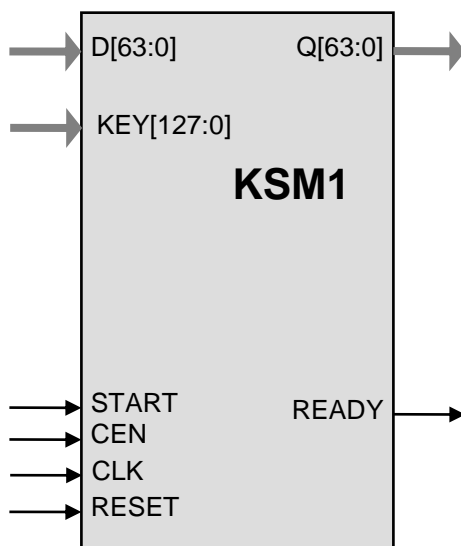 D[63:0] Q[63:0]
KEY[127:0]
KSM1
START
READY
CEN
CLK
RESET